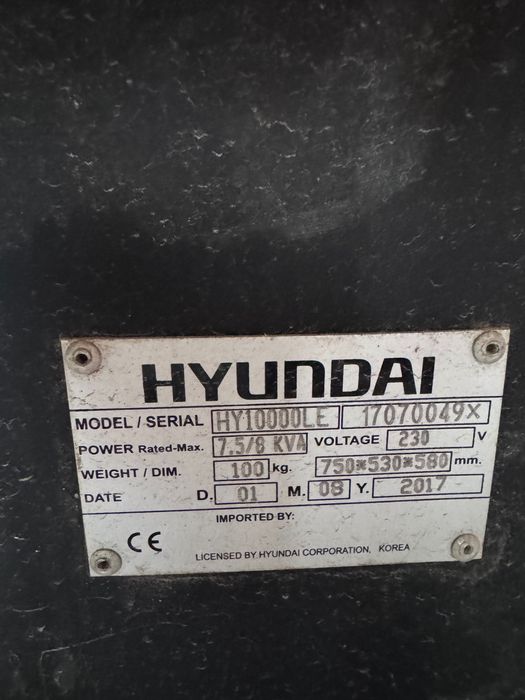 HYUNDAI
MODEL / SERIAL HY10000LE 17070049X
POWER Rated-Max. 7.5/8 KVA VOLTAGE 230 V
WEIGHT / DIM. 100 kg. 750*530*580 mm.
DATE D. 01 M. 08 Y. 2017
IMPORTED BY:
CE LICENSED BY HYUNDAI CORPORATION, KOREA